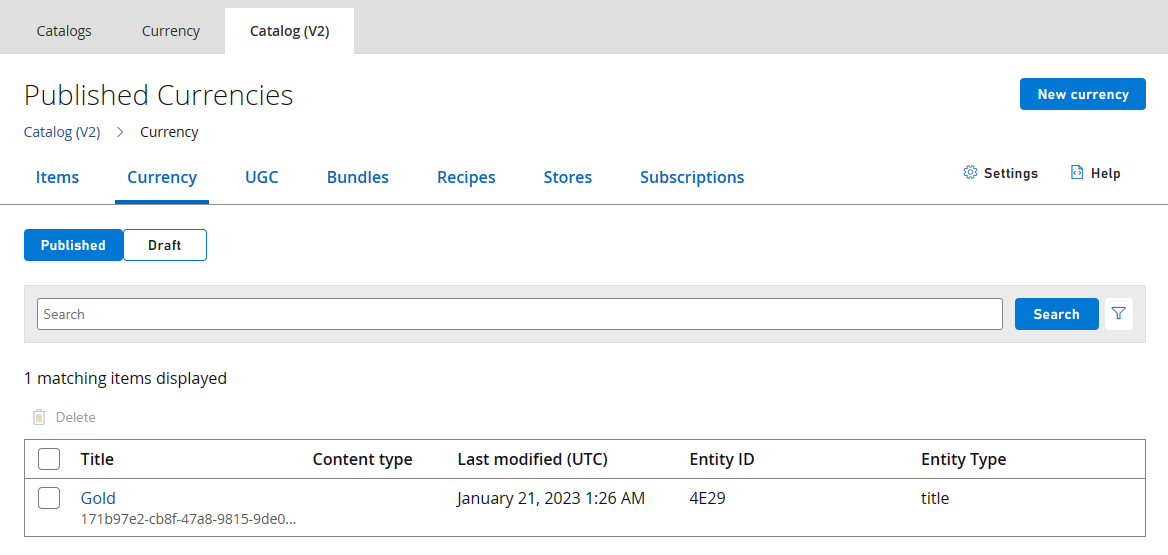 Catalogs Currency Catalog (V2)
Published Currencies
New currency
Catalog (V2) > Currency
Items Currency UGC Bundles Recipes Stores Subscriptions Settings Help
Published Draft
Search Search
1 matching items displayed
Delete
Title Content type Last modified (UTC) Entity ID Entity Type
Gold January 21, 2023 1:26 AM 4E29 title
171b97e2-cb8f-47a8-9815-9de0...